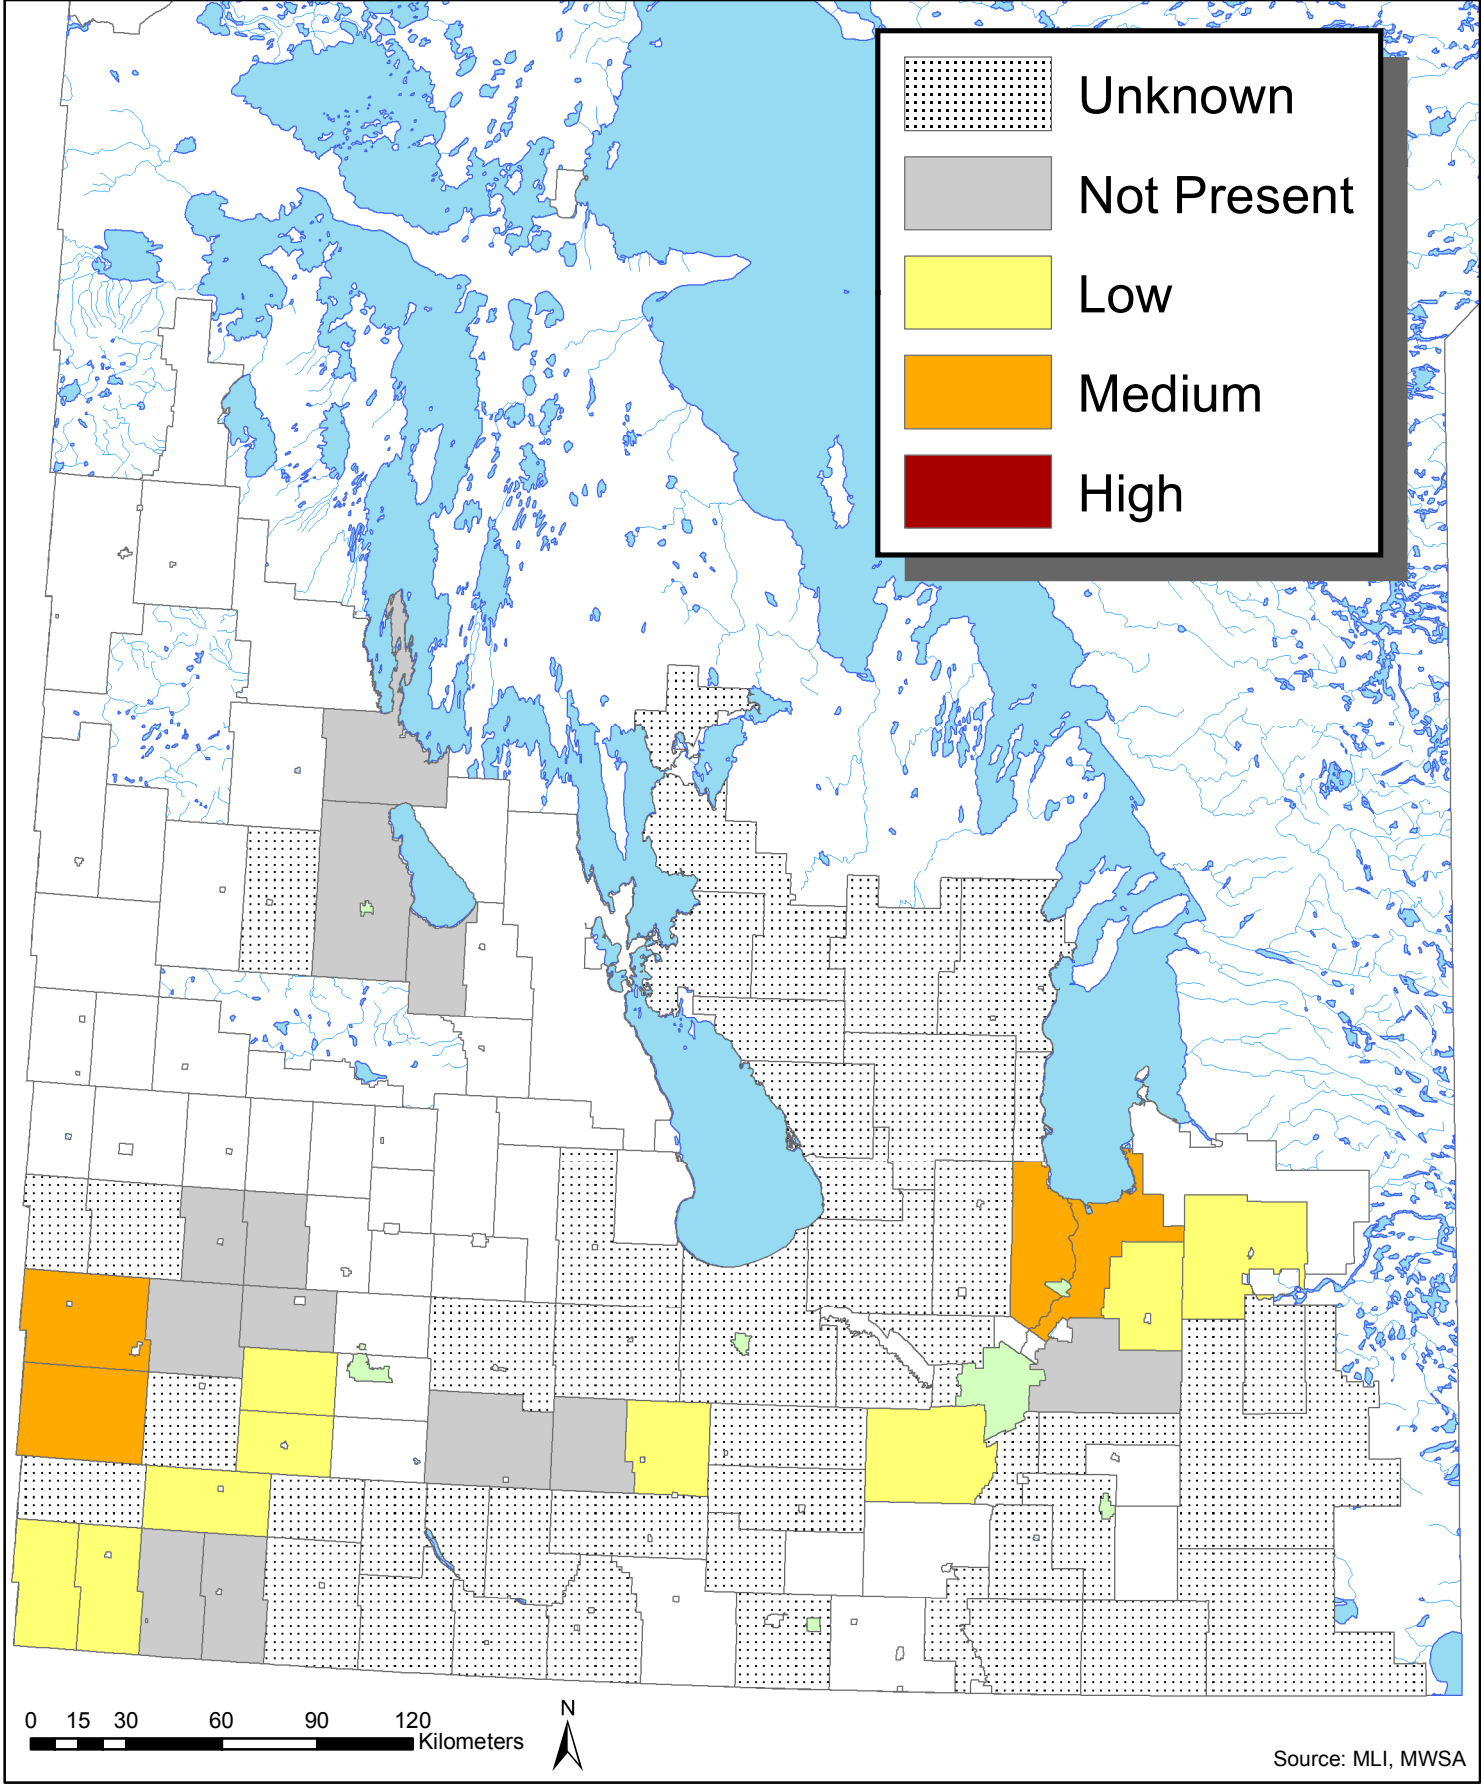 Unknown
Not Present
Low
Medium
High
0 15 30 60 90 120
Kilometers
N
Source: MLI, MWSA